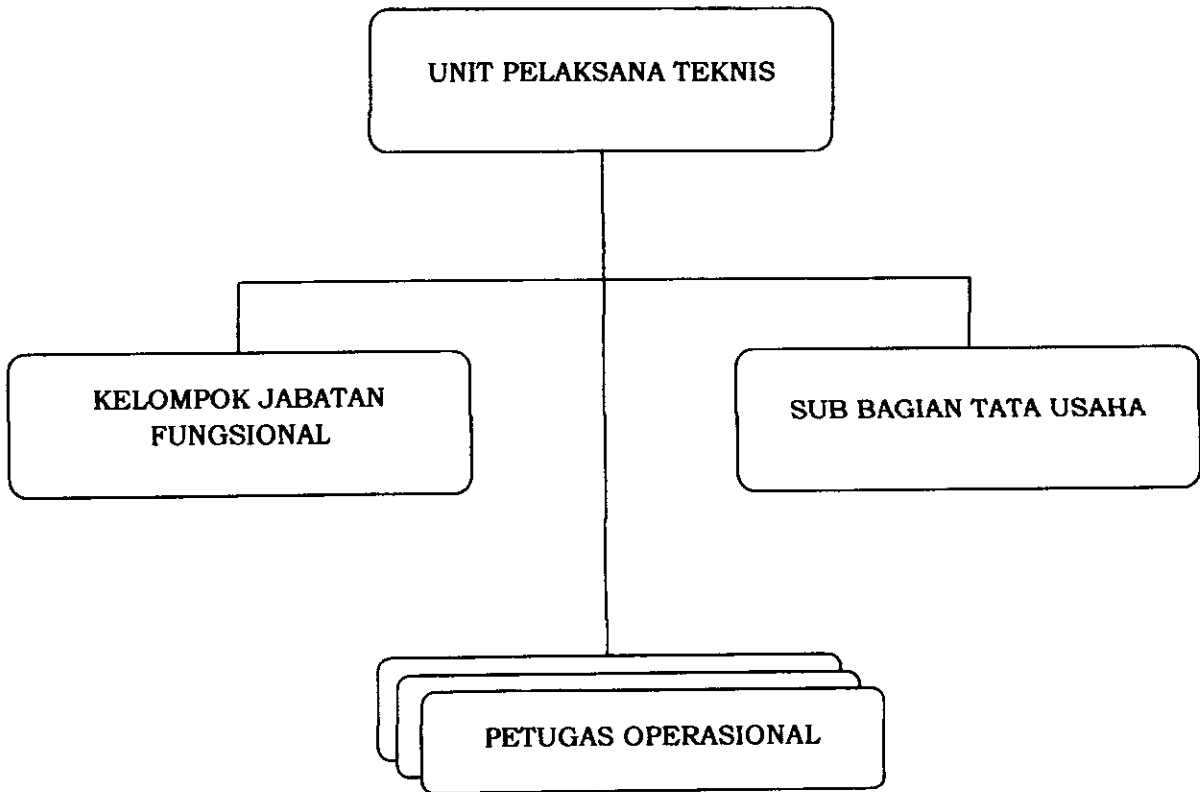 UNIT PELAKSANA TEKNIS
KELOMPOK JABATAN
FUNGSIONAL
SUB BAGIAN TATA USAHA
PETUGAS OPERASIONAL